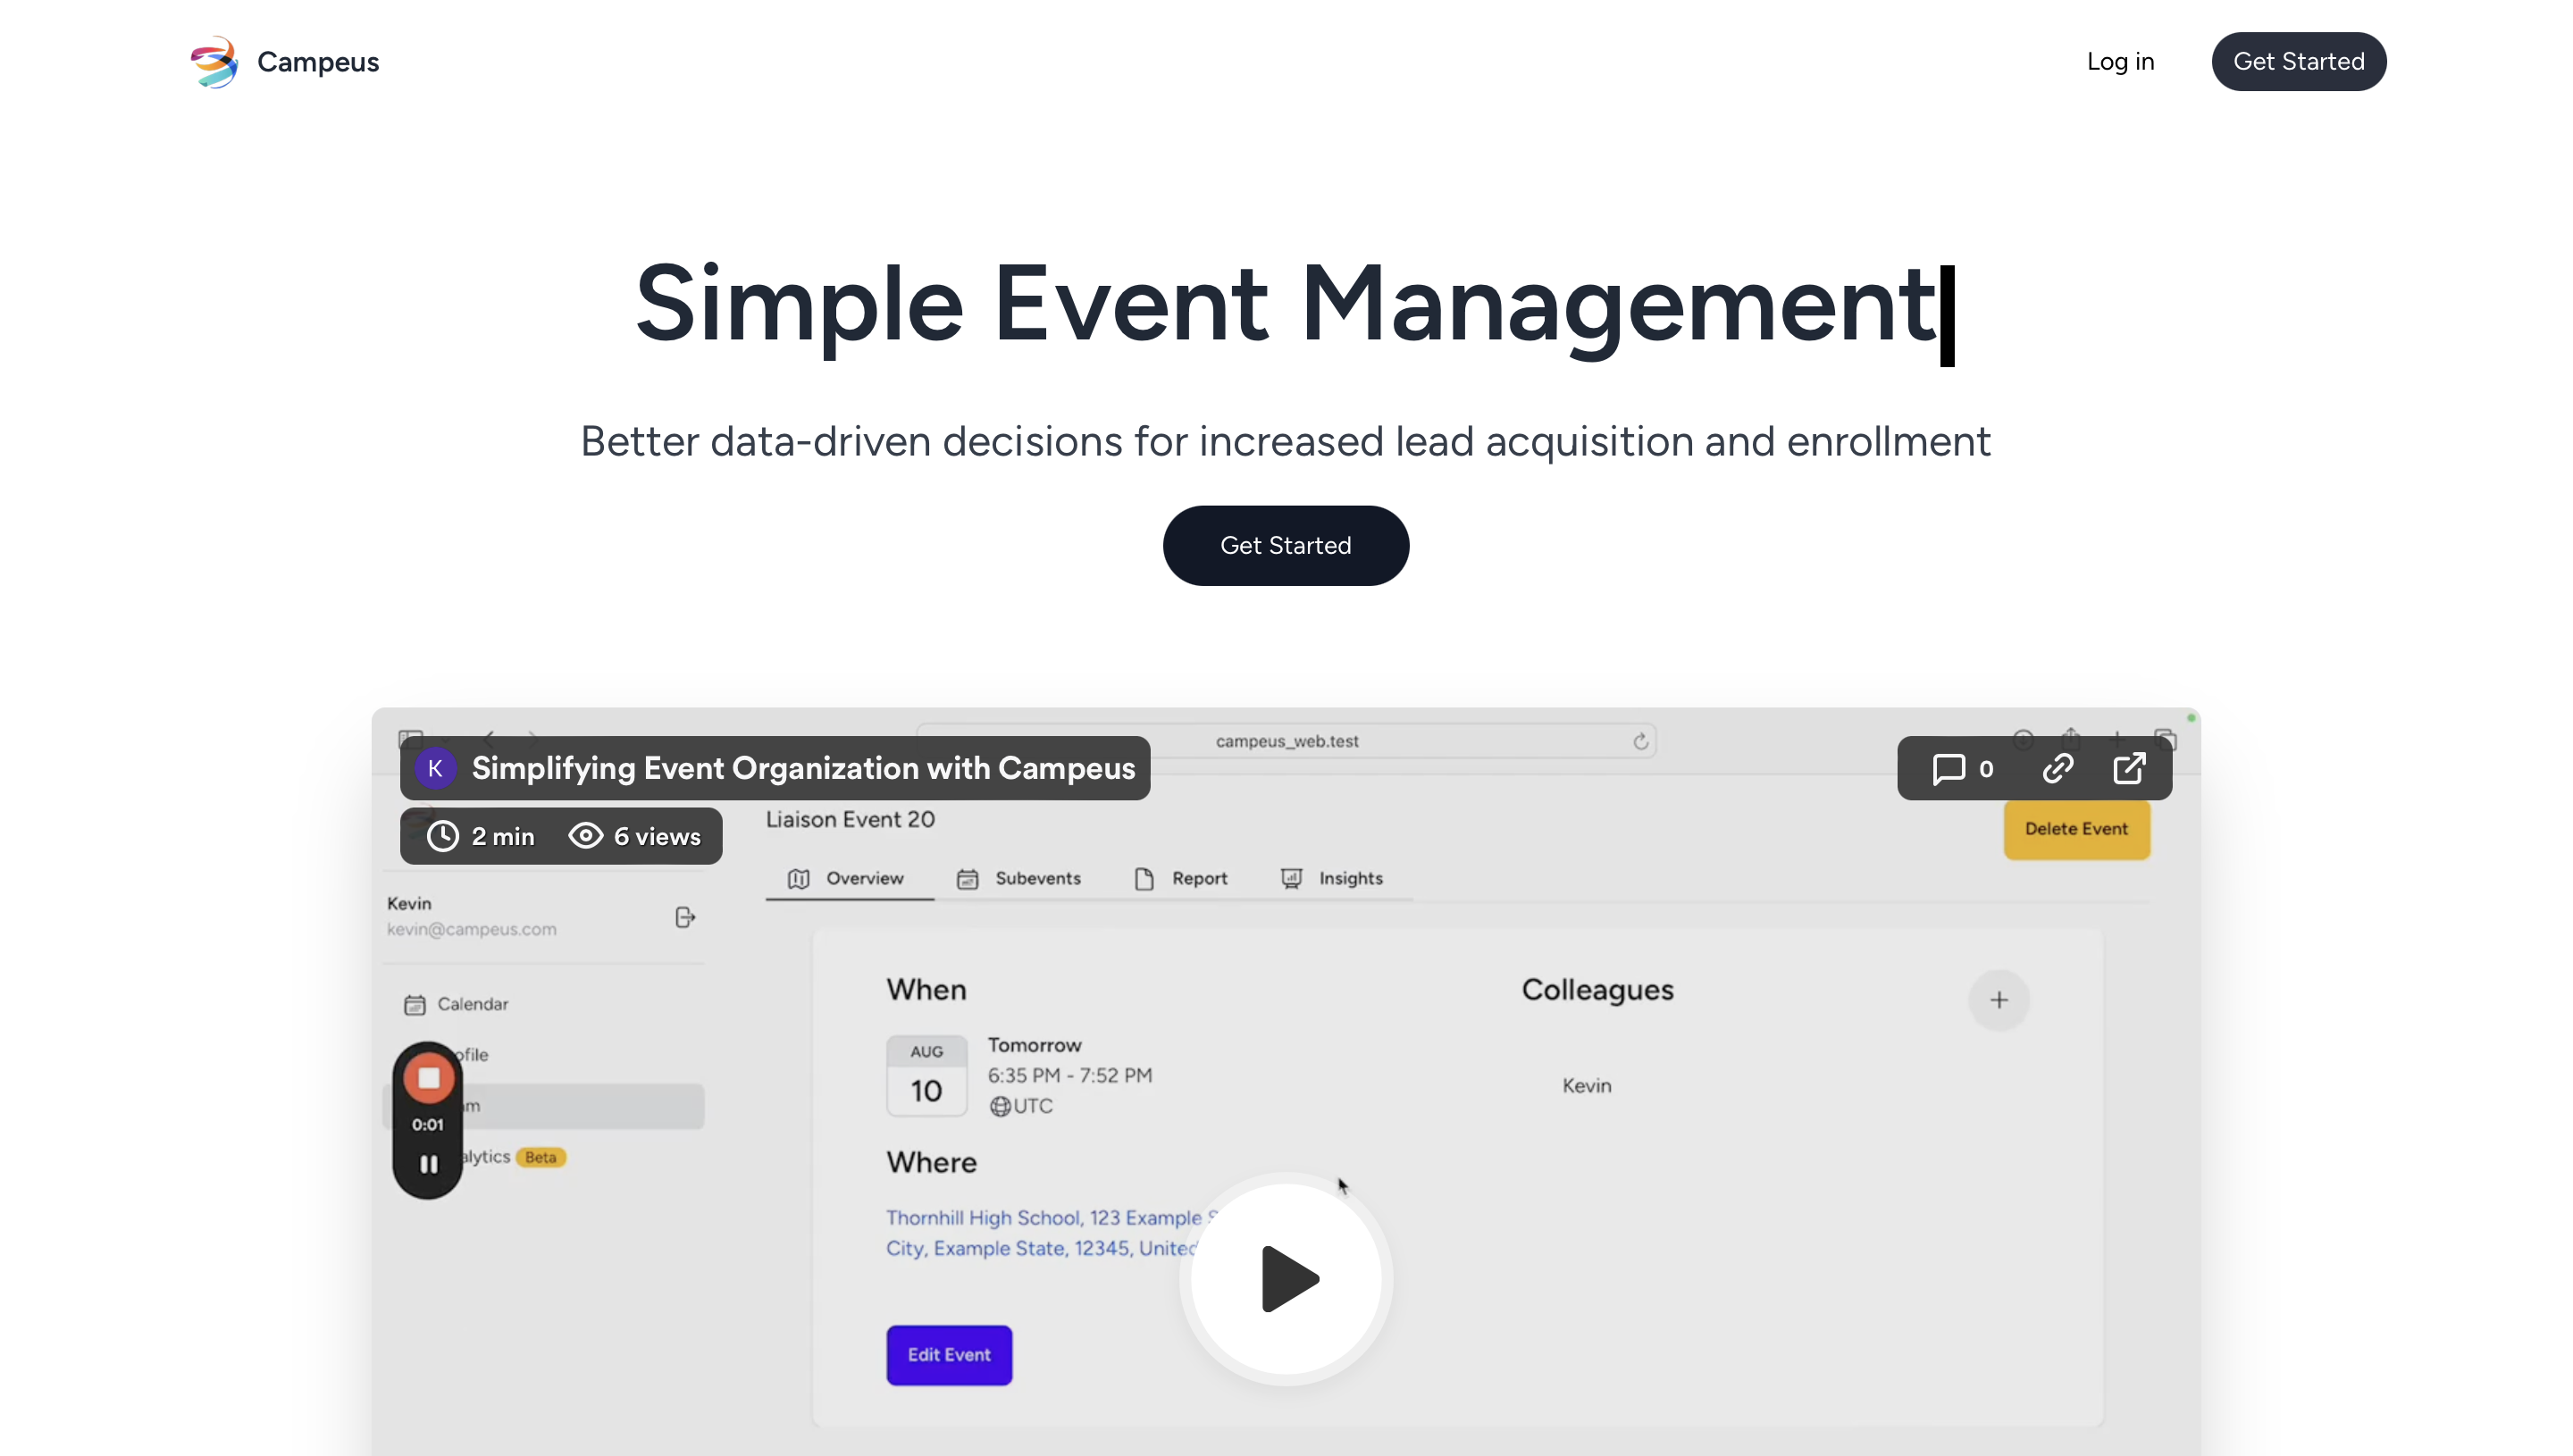 Campeus
Log in
Get Started
Simple Event Management
Better data-driven decisions for increased lead acquisition and enrollment
Get Started
campeus_web.test
K
Simplifying Event Organization with Campeus
0
2 min
6 views
Liaison Event 20
Delete Event
Overview
Subevents
Report
Insights
Kevin
kevin@campeus.com
Calendar
ofile
am
alytics
Beta
0:01
When
AUG
10
Tomorrow
6:35 PM - 7:52 PM
UTC
Where
Thornhill High School, 123 Example
City, Example State, 12345, United
Edit Event
Colleagues
Kevin